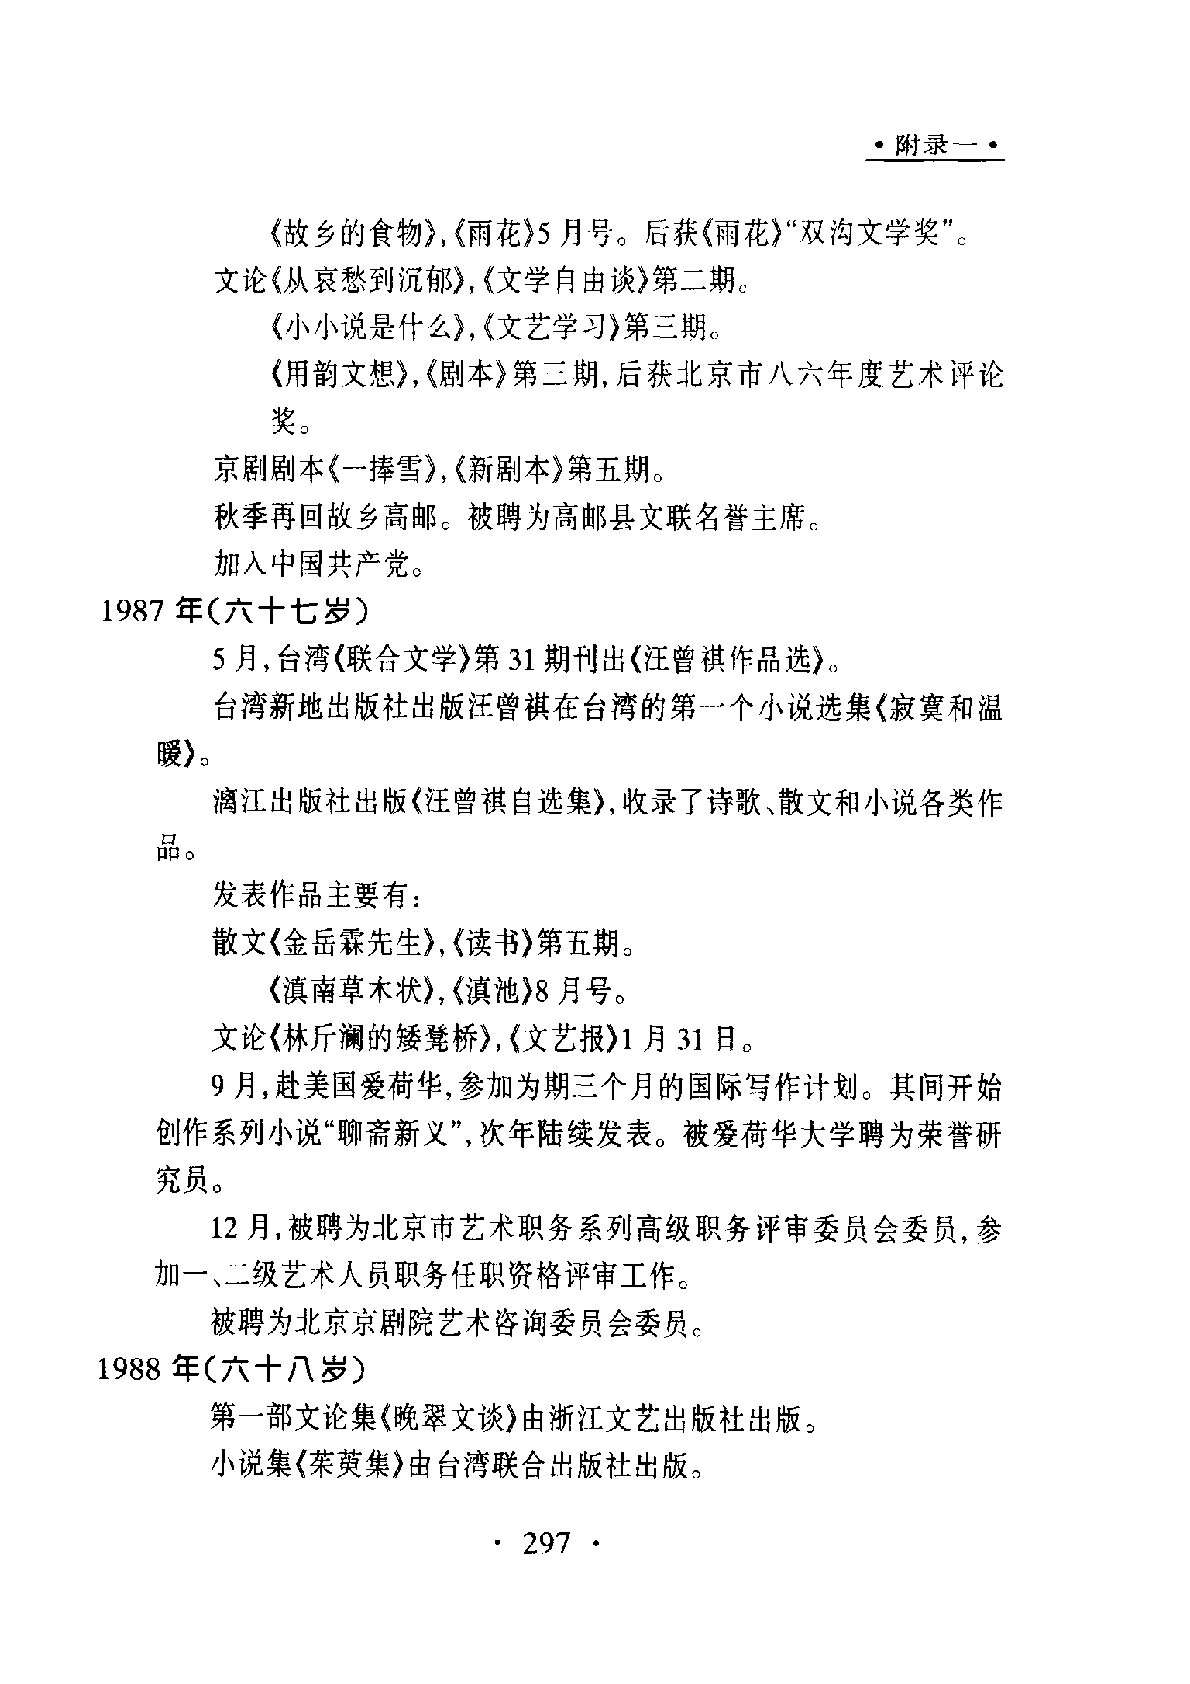 ·附录一·
《故乡的食物》,《雨花》5月号。后获《雨花》“双沟文学奖”。
文论《从哀愁到沉郁》,《文学自由谈》第二期。
《小小说是什么》,《文艺学习》第三期。
《用韵文想》,《剧本》第三期,后获北京市八六年度艺术评论
奖。
京剧剧本《一捧雪》,《新剧本》第五期。
秋季再回故乡高邮。被聘为高邮县文联名誉主席。
加入中国共产党。
1987年(六十七岁)
5月,台湾《联合文学》第31期刊出《汪曾祺作品选》。
台湾新地出版社出版汪曾祺在台湾的第一个小说选集《寂寞和温
暖》。
漓江出版社出版《汪曾祺自选集》,收录了诗歌、散文和小说各类作
品。
发表作品主要有:
散文《金岳霖先生》,《读书》第五期。
《滇南草木状》,《滇池》8月号。
文论《林斤澜的矮凳桥》,《文艺报》1月31日。
9月,赴美国爱荷华,参加为期三个月的国际写作计划。其间开始
创作系列小说“聊斋新义”,次年陆续发表。被爱荷华大学聘为荣誉研
究员。
12月,被聘为北京市艺术职务系列高级职务评审委员会委员,参
加一、二级艺术人员职务任职资格评审工作。
被聘为北京京剧院艺术咨询委员会委员。
1988年(六十八岁)
第一部文论集《晚翠文谈》由浙江文艺出版社出版。
小说集《茱萸集》由台湾联合出版社出版。
·297·